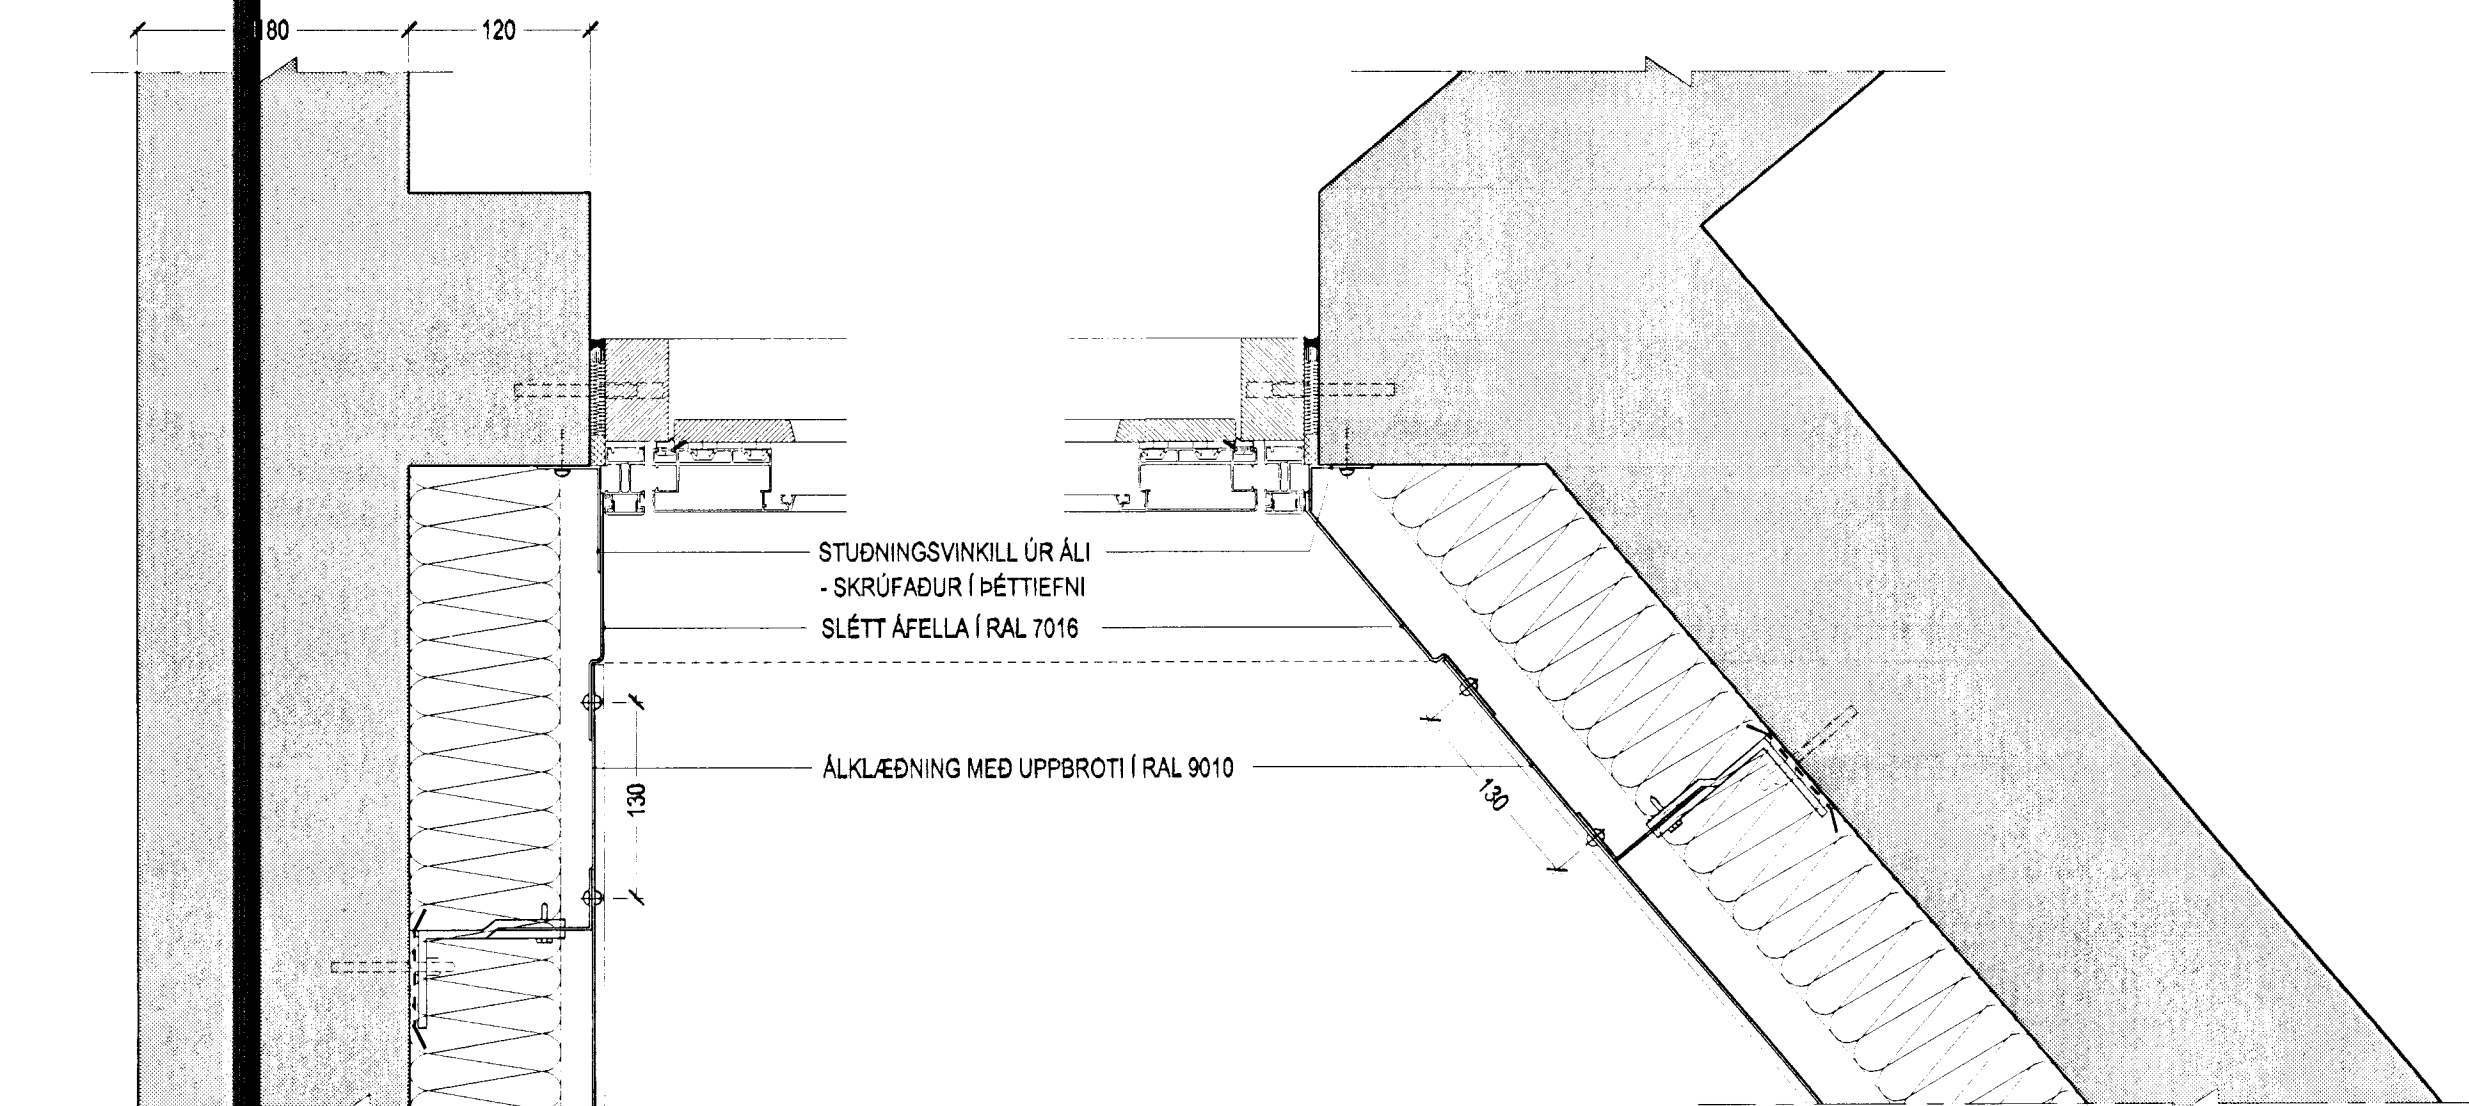 180
120
STUÐNINGSVINKILL ÚR ÁLI
- SKRÚFAÐUR Í ÞÉTTIEFNI
SLÉTT ÁFELLA Í RAL 7016
ÁLKLÆÐNING MEÐ UPPBROTI Í RAL 9010
130
130